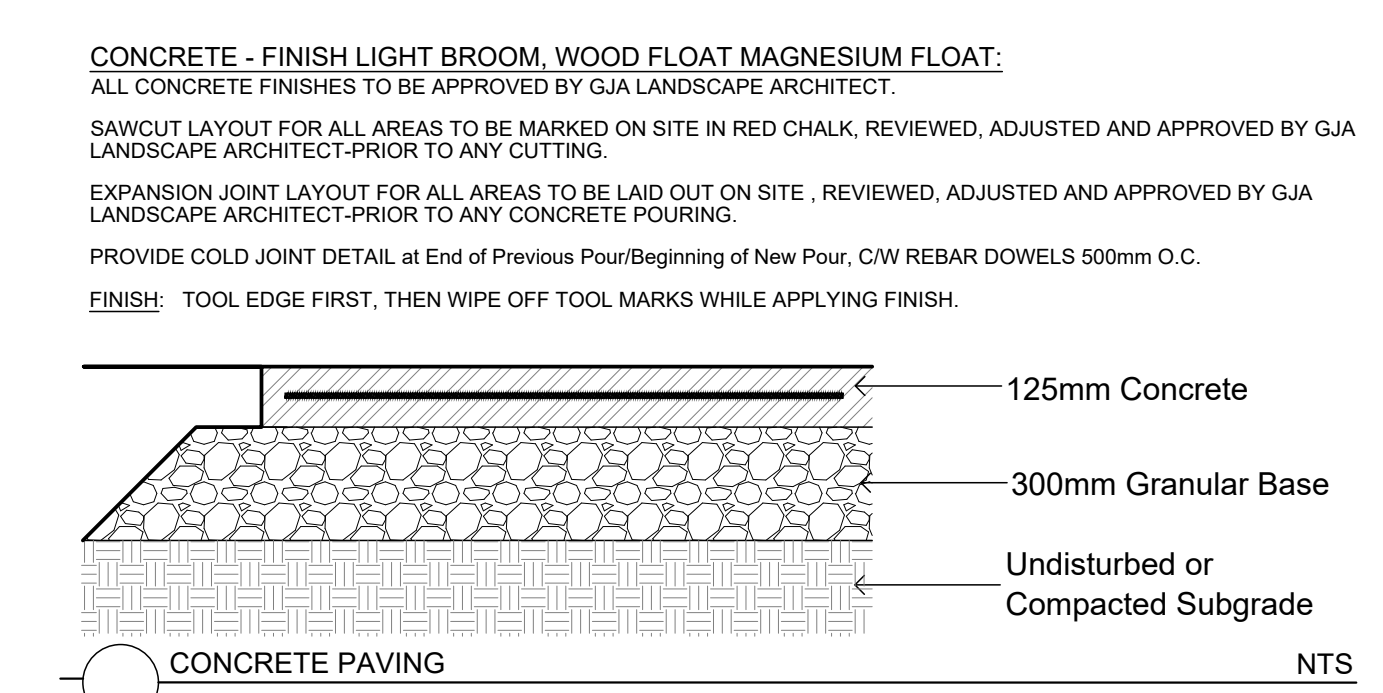 CONCRETE - FINISH LIGHT BROOM, WOOD FLOAT MAGNESIUM FLOAT:
ALL CONCRETE FINISHES TO BE APPROVED BY GJA LANDSCAPE ARCHITECT.
SAWCUT LAYOUT FOR ALL AREAS TO BE MARKED ON SITE IN RED CHALK, REVIEWED, ADJUSTED AND APPROVED BY GJA
LANDSCAPE ARCHITECT-PRIOR TO ANY CUTTING.
EXPANSION JOINT LAYOUT FOR ALL AREAS TO BE LAID OUT ON SITE , REVIEWED, ADJUSTED AND APPROVED BY GJA
LANDSCAPE ARCHITECT-PRIOR TO ANY CONCRETE POURING.
PROVIDE COLD JOINT DETAIL at End of Previous Pour/Beginning of New Pour, C/W REBAR DOWELS 500mm O.C.
FINISH: TOOL EDGE FIRST, THEN WIPE OFF TOOL MARKS WHILE APPLYING FINISH.
125mm Concrete
300mm Granular Base
Undisturbed or
Compacted Subgrade
CONCRETE PAVING
NTS